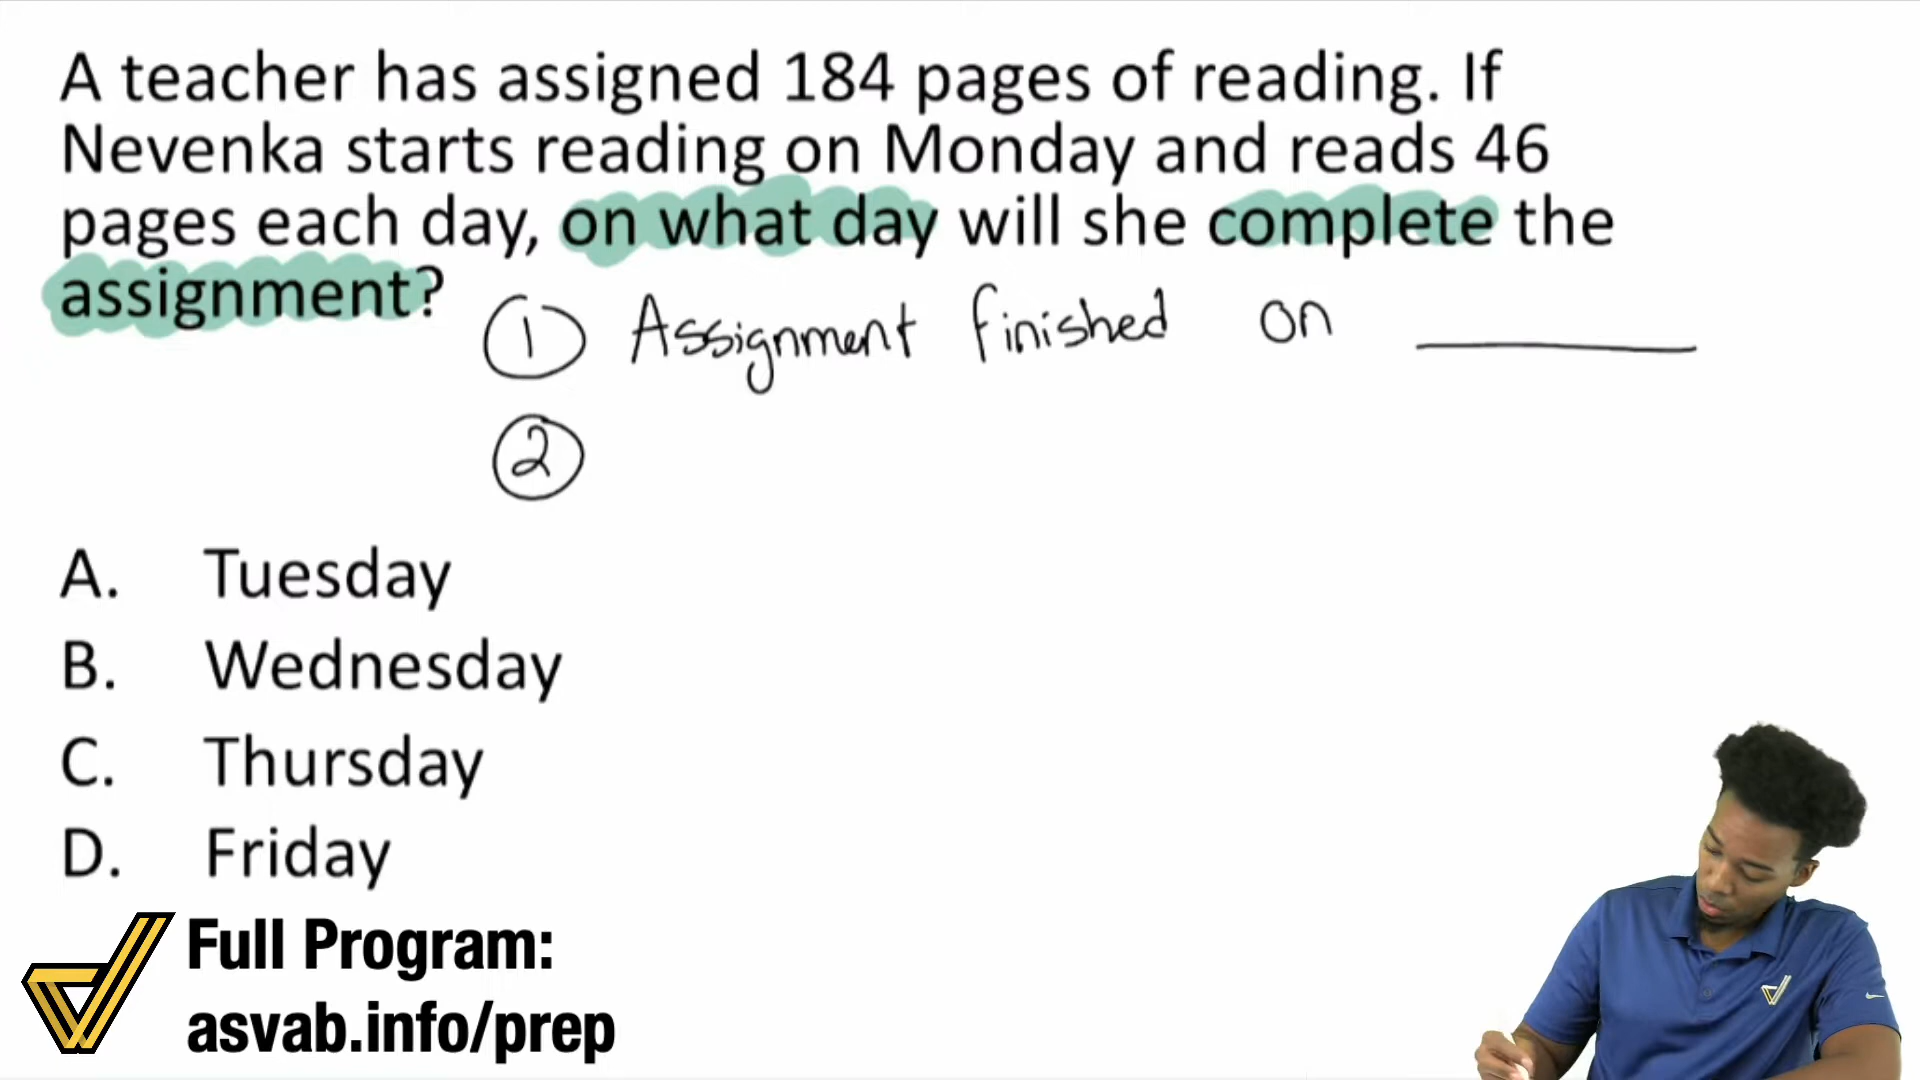 A teacher has assigned 184 pages of reading. If
Nevenka starts reading on Monday and reads 46
pages each day, on what day will she complete the
assignment?
① Assignment finished on ________
②
A. Tuesday
B. Wednesday
C. Thursday
D. Friday
Full Program:
asvab.info/prep